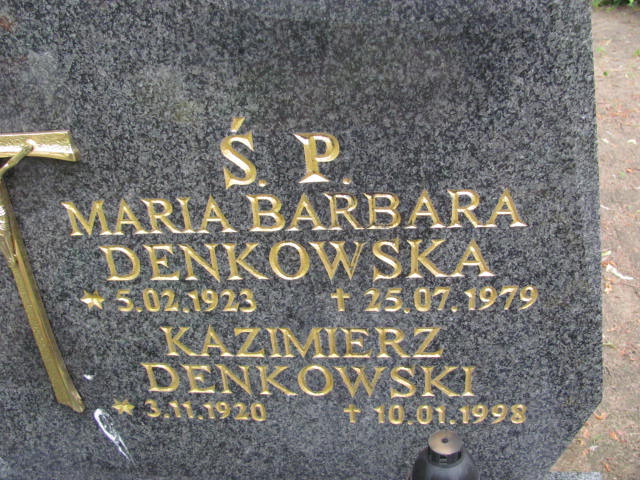 Ś. P.
MARIA BARBARA
DENKOWSKA
* 5.02.1923 † 25.07.1979
KAZIMIERZ
DENKOWSKI
* 3.11.1920 † 10.01.1998